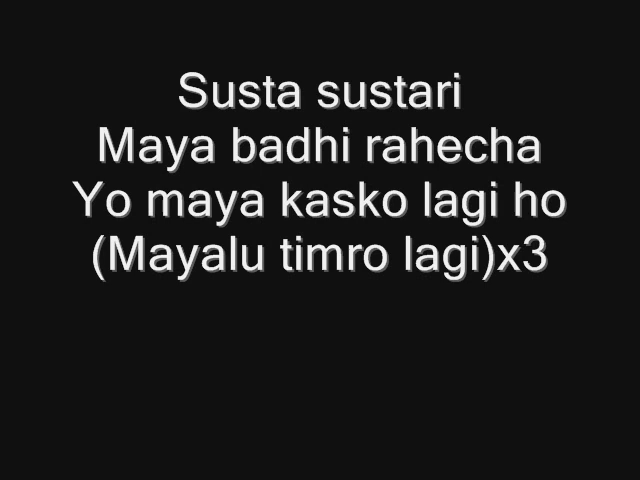 Susta sustari
Maya badhi rahecha
Yo maya kasko lagi ho
(Mayalu timro lagi)x3